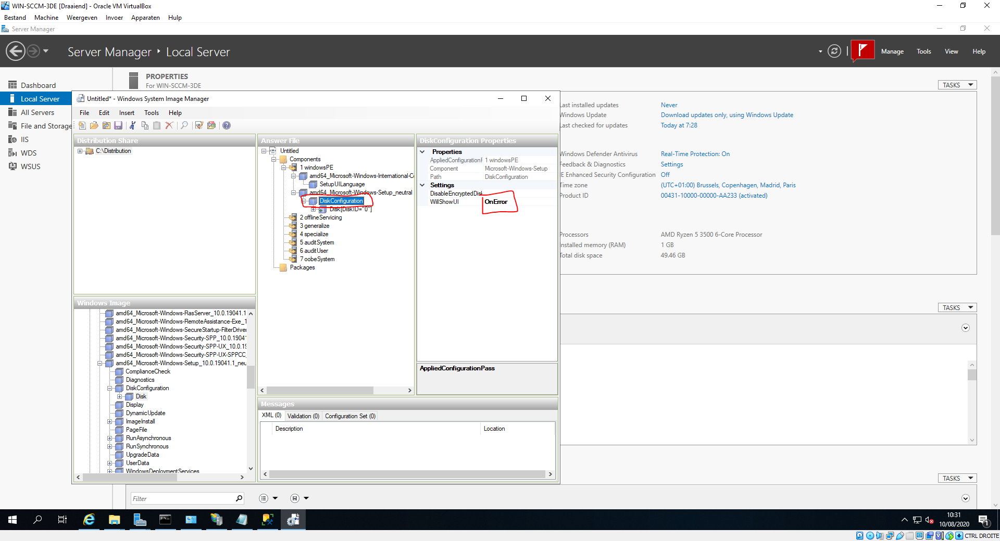 WIN-SCCM-3DE [Draaiend] - Oracle VM VirtualBox
Bestand Machine Weergeven Invoer Apparaten Hulp
Server Manager
Server Manager Local Server
Manage Tools View Help
Dashboard
Local Server
All Servers
File and Storage
IIS
WDS
WSUS
PROPERTIES
For WIN-SCCM-3DE
TASKS
Untitled* - Windows System Image Manager
File Edit Insert Tools Help
Distribution Share
C:\Distribution
Windows Image
amd64_Microsoft-Windows-RasServer_10.0.19041.1
amd64_Microsoft-Windows-RemoteAssistance-Exe_1
amd64_Microsoft-Windows-SecureStartup-FilterDriver
amd64_Microsoft-Windows-Security-SPP_10.0.1904
amd64_Microsoft-Windows-Security-SPP-UX_10.0.19
amd64_Microsoft-Windows-Security-SPP-UX-SPPCC_
amd64_Microsoft-Windows-Setup_10.0.19041.1_neu
ComplianceCheck
Diagnostics
DiskConfiguration
Disk
Display
DynamicUpdate
ImageInstall
PageFile
RunAsynchronous
RunSynchronous
UpgradeData
UserData
WindowsDeploymentServices
Answer File
Untitled
Components
1 windowsPE
amd64_Microsoft-Windows-International-Co
SetupUILanguage
amd64_Microsoft-Windows-Setup_neutral
DiskConfiguration
Disk[DiskID="0"]
2 offlineServicing
3 generalize
4 specialize
5 auditSystem
6 auditUser
7 oobeSystem
Packages
DiskConfiguration Properties
Properties
AppliedConfigurationF 1 windowsPE
Component Microsoft-Windows-Setup
Path DiskConfiguration
Settings
DisableEncryptedDisk
WillShowUI OnError
AppliedConfigurationPass
Messages
XML (0) Validation (0) Configuration Set (0)
Description Location
Last installed updates Never
Windows Update Download updates only, using Windows Update
Last checked for updates Today at 7:28
Windows Defender Antivirus Real-Time Protection: On
Feedback & Diagnostics Settings
IE Enhanced Security Configuration Off
Time zone (UTC+01:00) Brussels, Copenhagen, Madrid, Paris
Product ID 00431-10000-00000-AA233 (activated)
Processors AMD Ryzen 5 3500 6-Core Processor
Installed memory (RAM) 1 GB
Total disk space 49.46 GB
TASKS
TASKS
Filter
10:31
10/08/2020
1
CTRL DROITE